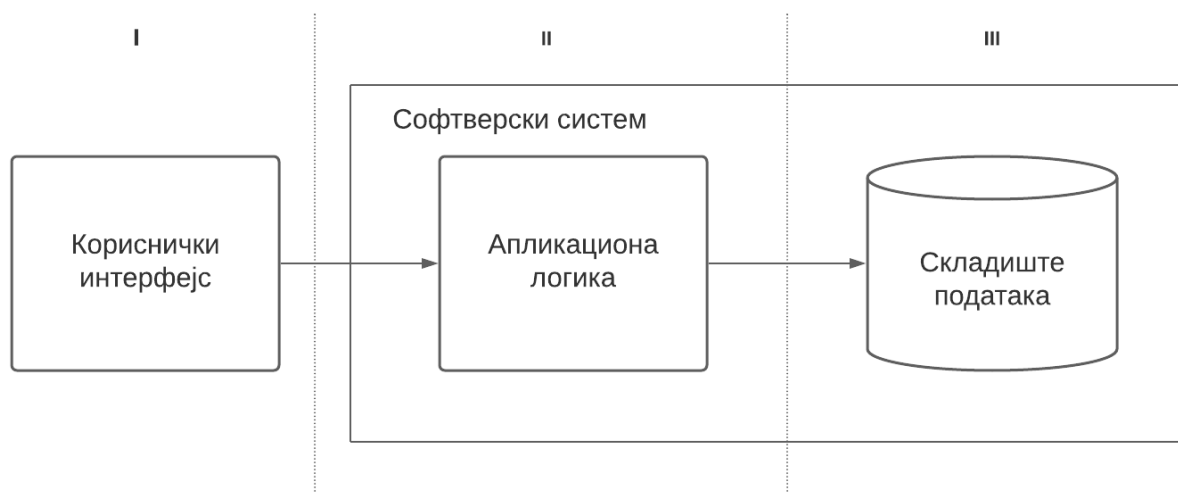 I
II
III
Софтверски систем
Кориснички
интерфејс
Апликациона
логика
Складиште
података